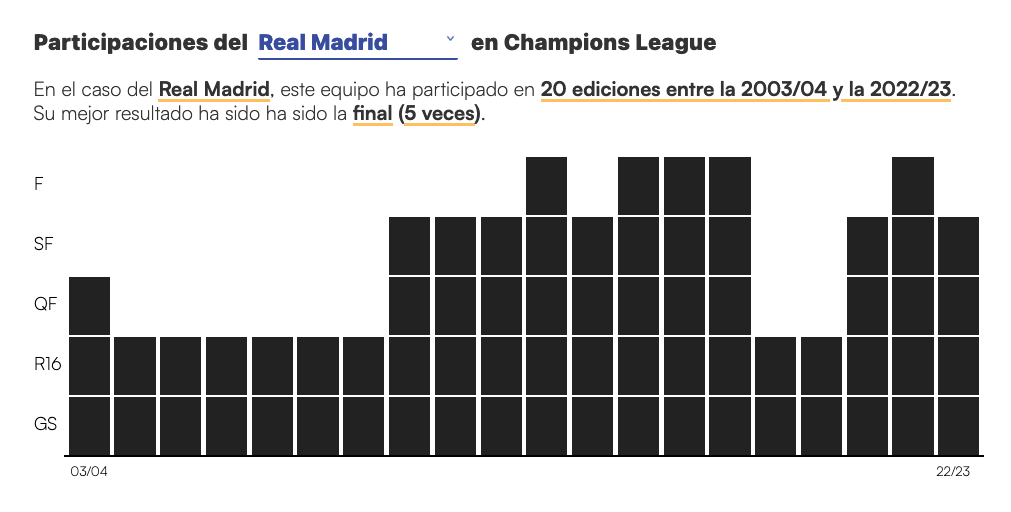 Participaciones del Real Madrid en Champions League
En el caso del Real Madrid, este equipo ha participado en 20 ediciones entre la 2003/04 y la 2022/23.
Su mejor resultado ha sido ha sido la final (5 veces).
F
SF
QF
R16
GS
03/04 22/23